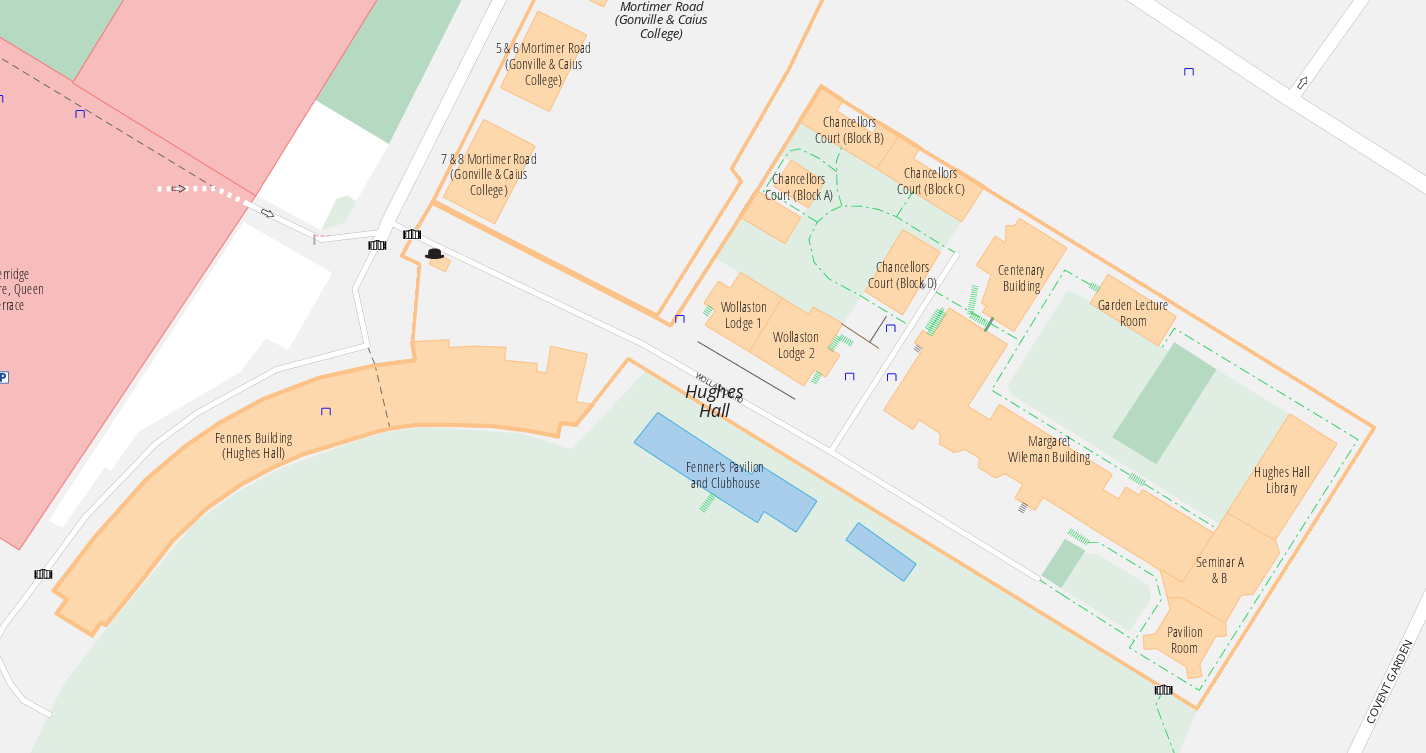 Mortimer Road
(Gonville & Caius
College)
5 & 6 Mortimer Road
(Gonville & Caius
College)
7 & 8 Mortimer Road
(Gonville & Caius
College)
Chancellors
Court (Block B)
Chancellors
Court (Block C)
Chancellors
Court (Block A)
Chancellors
Court (Block D)
Centenary
Building
Garden Lecture
Room
erridge
re, Queen
errace
P
Wollaston
Lodge 1
Wollaston
Lodge 2
Hughes
Hall
Fenners Building
(Hughes Hall)
Margaret
Wileman Building
Fenner's Pavilion
and Clubhouse
Hughes Hall
Library
Seminar A
& B
Pavilion
Room
COVENT GARDEN